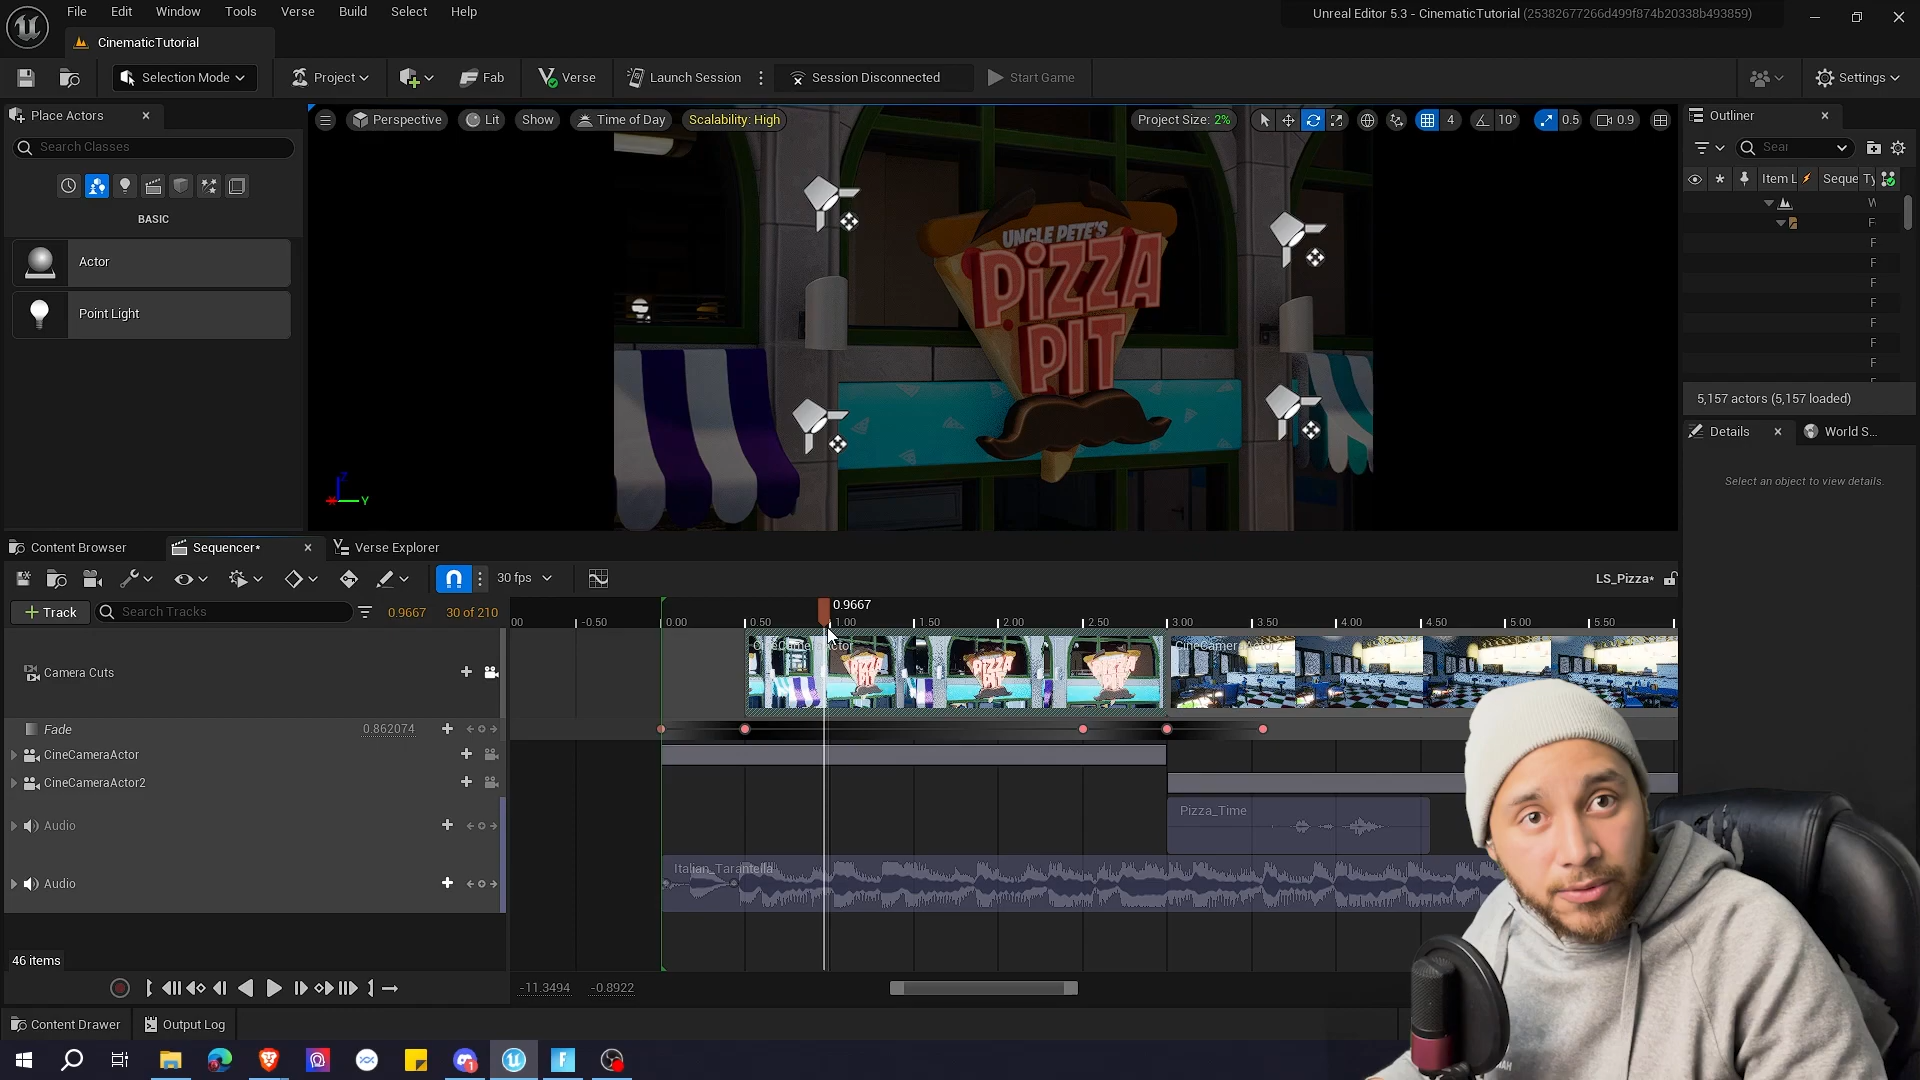 File Edit Window Tools Verse Build Select Help
Unreal Editor 5.3 - CinematicTutorial (25382677266d499f874b20338b493859)
CinematicTutorial
Selection Mode
Project
Fab
Verse
Launch Session
Session Disconnected
Start Game
Settings
Place Actors
Search Classes
BASIC
Actor
Point Light
Perspective
Lit
Show
Time of Day
Scalability: High
Project Size: 2%
4
10°
0.5
0.9
UNCLE PETE'S
PIZZA
PIT
Z
X Y
Outliner
Sear
Item L
Seque
Ty
W
F
F
F
F
F
F
F
F
5,157 actors (5,157 loaded)
Details
World S...
Select an object to view details.
Content Browser
Sequencer*
Verse Explorer
30 fps
LS_Pizza*
Track
Search Tracks
0.9667
30 of 210
0.9667
00 -0.50 0.00 0.50 1.00 1.50 2.00 2.50 3.00 3.50 4.00 4.50 5.00 5.50
Camera Cuts
CineCameraActor
CineCameraActor2
Fade
0.862074
CineCameraActor
CineCameraActor2
Audio
Pizza_Time
Audio
Italian_Tarantella
46 items
-11.3494
-0.8922
Content Drawer
Output Log